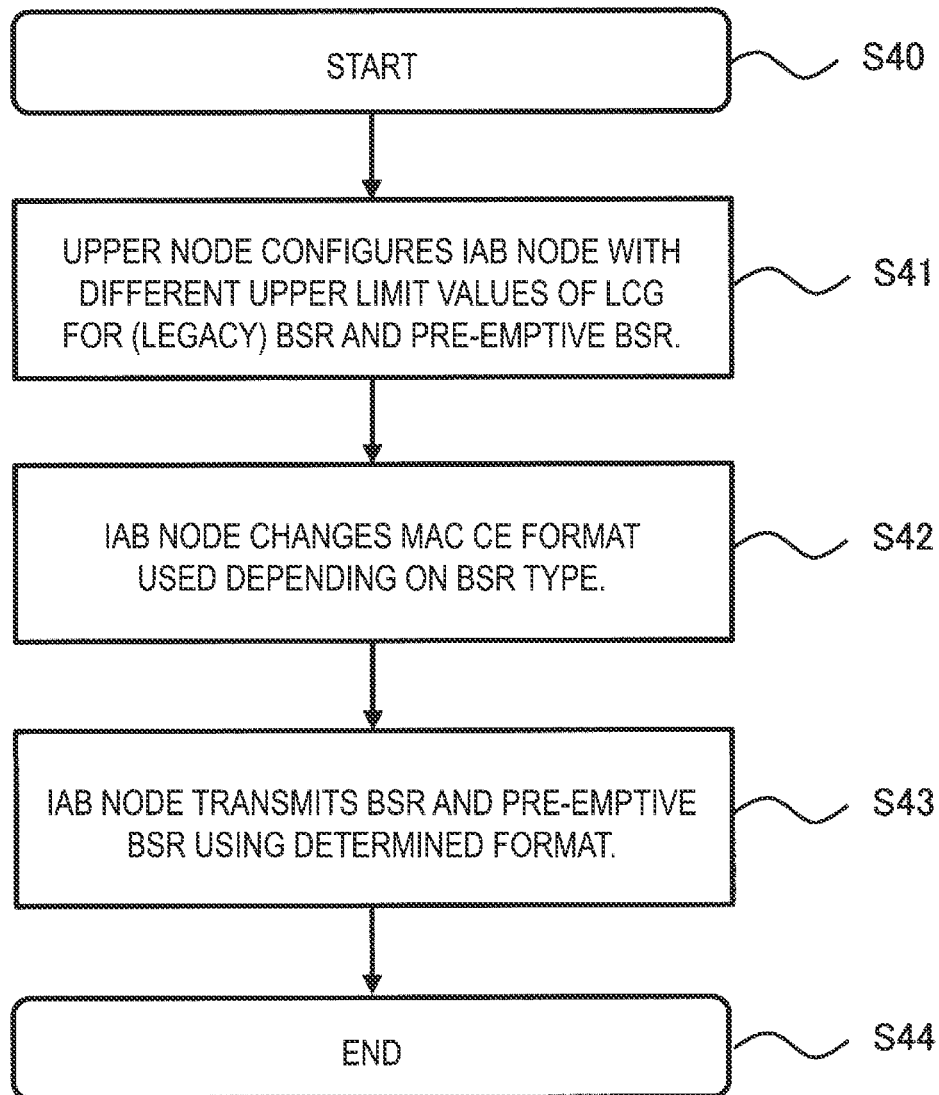 START
S40
UPPER NODE CONFIGURES IAB NODE WITH
DIFFERENT UPPER LIMIT VALUES OF LCG
FOR (LEGACY) BSR AND PRE-EMPTIVE BSR.
S41
IAB NODE CHANGES MAC CE FORMAT
USED DEPENDING ON BSR TYPE.
S42
IAB NODE TRANSMITS BSR AND PRE-EMPTIVE
BSR USING DETERMINED FORMAT.
S43
END
S44